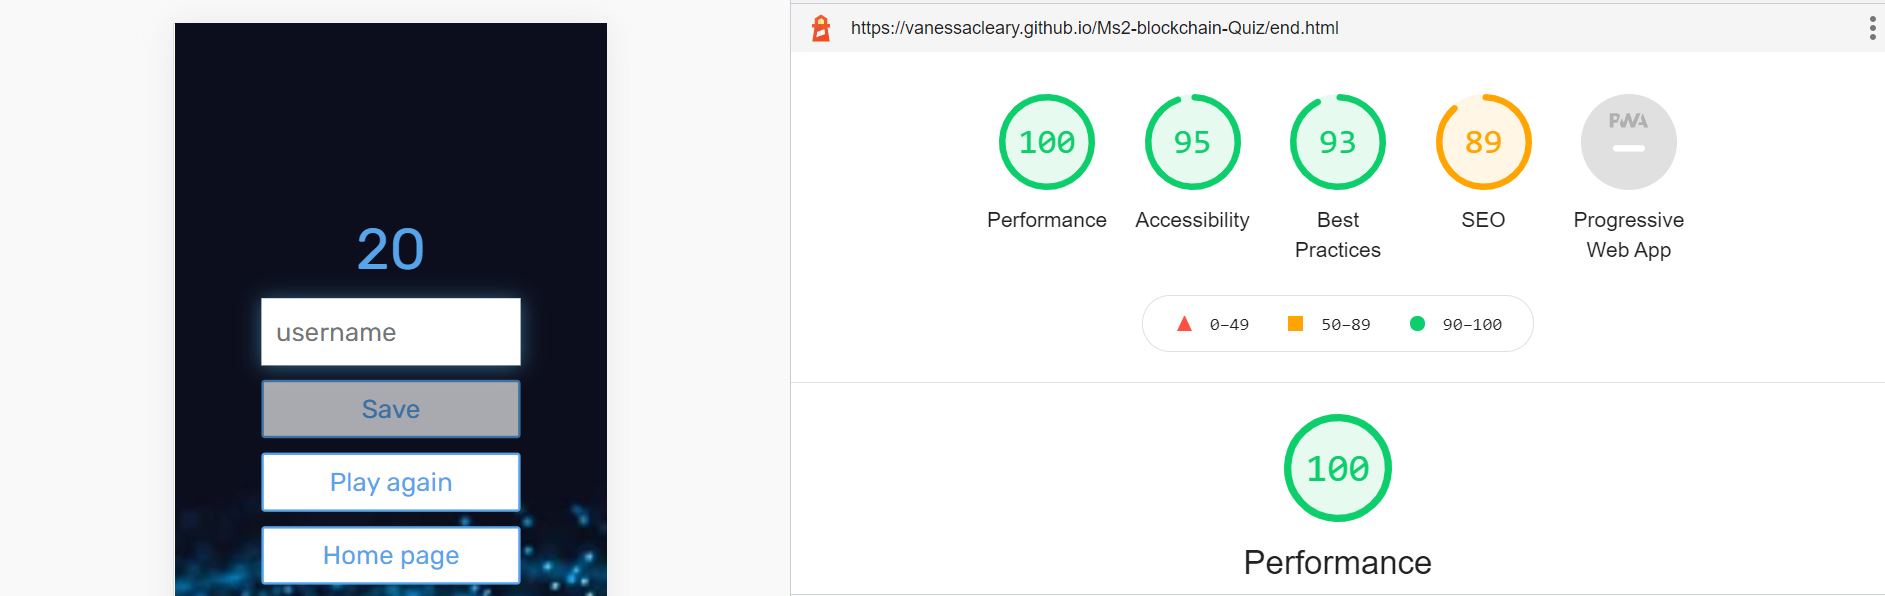 20
username
Save
Play again
Home page
https://vanessacleary.github.io/Ms2-blockchain-Quiz/end.html
100
95
93
89
PWA
Performance
Accessibility
Best
Practices
SEO
Progressive
Web App
0–49
50–89
90–100
100
Performance